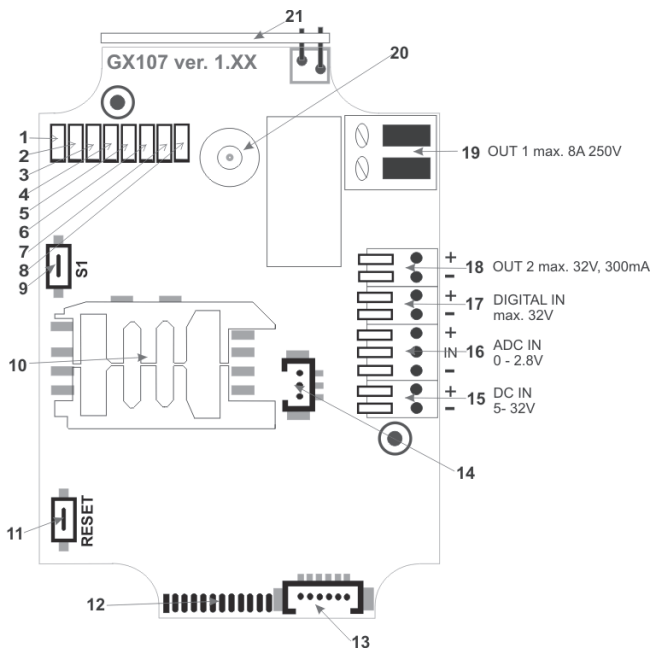 21
GX107 ver. 1.XX
20
1
2
3
4
5
6
7
8
9
S1
19 OUT 1 max. 8A 250V
+
18 OUT 2 max. 32V, 300mA
-
+
17 DIGITAL IN
max. 32V
-
+
IN 16 ADC IN
0 - 2.8V
-
+
15 DC IN
5- 32V
-
10
14
11
RESET
12
13